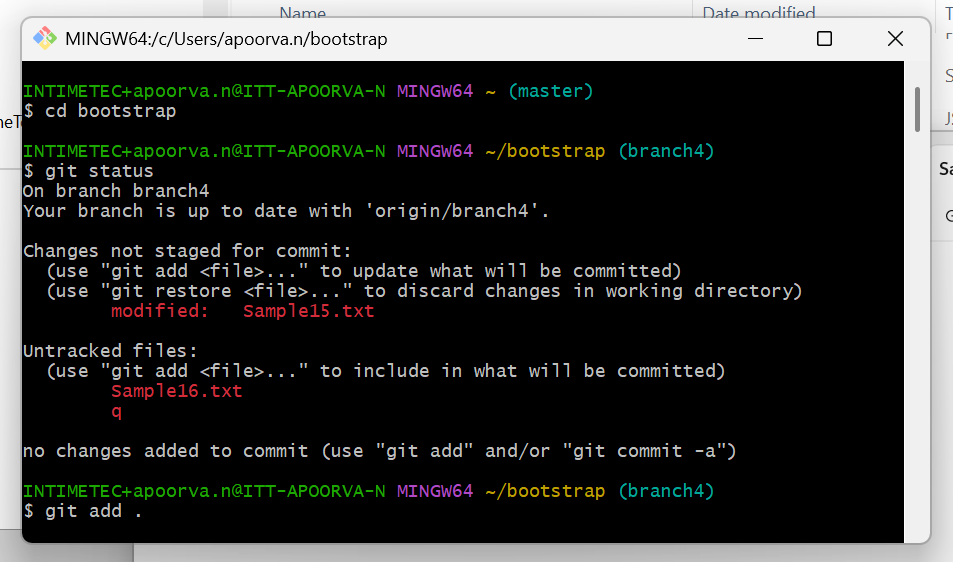 Name
Date modified
MINGW64:/c/Users/apoorva.n/bootstrap
INTIMETEC+apoorva.n@ITT-APOORVA-N MINGW64 ~ (master)
$ cd bootstrap
INTIMETEC+apoorva.n@ITT-APOORVA-N MINGW64 ~/bootstrap (branch4)
$ git status
On branch branch4
Your branch is up to date with 'origin/branch4'.
Changes not staged for commit:
(use "git add <file>..." to update what will be committed)
(use "git restore <file>..." to discard changes in working directory)
modified: Sample15.txt
Untracked files:
(use "git add <file>..." to include in what will be committed)
Sample16.txt
q
no changes added to commit (use "git add" and/or "git commit -a")
INTIMETEC+apoorva.n@ITT-APOORVA-N MINGW64 ~/bootstrap (branch4)
$ git add .